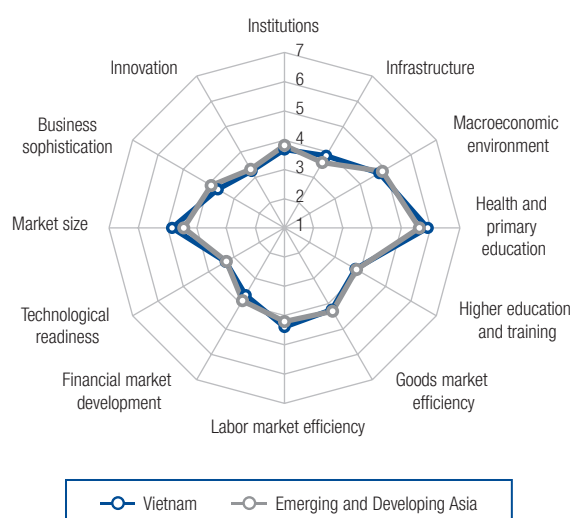 Institutions
7
6
5
4
3
2
1
Infrastructure
Macroeconomic
environment
Health and
primary
education
Higher education
and training
Goods market
efficiency
Labor market efficiency
Financial market
development
Technological
readiness
Market size
Business
sophistication
Innovation
Vietnam
Emerging and Developing Asia